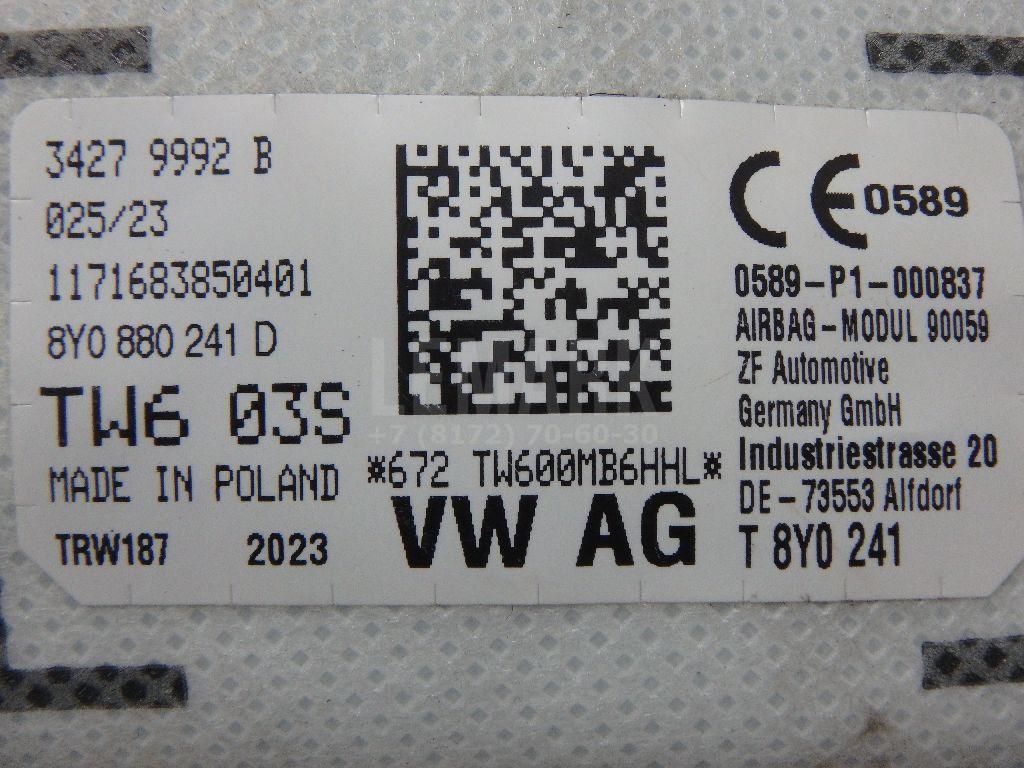 3427 9992 B
025/23
1171683850401
8Y0 880 241 D
TW6 03S
MADE IN POLAND
TRW187 2023
LEMARK
+7 (8172) 70-60-30
*672 TW600MB6HHL*
VW AG
CE 0589
0589-P1-000837
AIRBAG-MODUL 90059
ZF Automotive
Germany GmbH
Industriestrasse 20
DE-73553 Alfdorf
T 8Y0 241